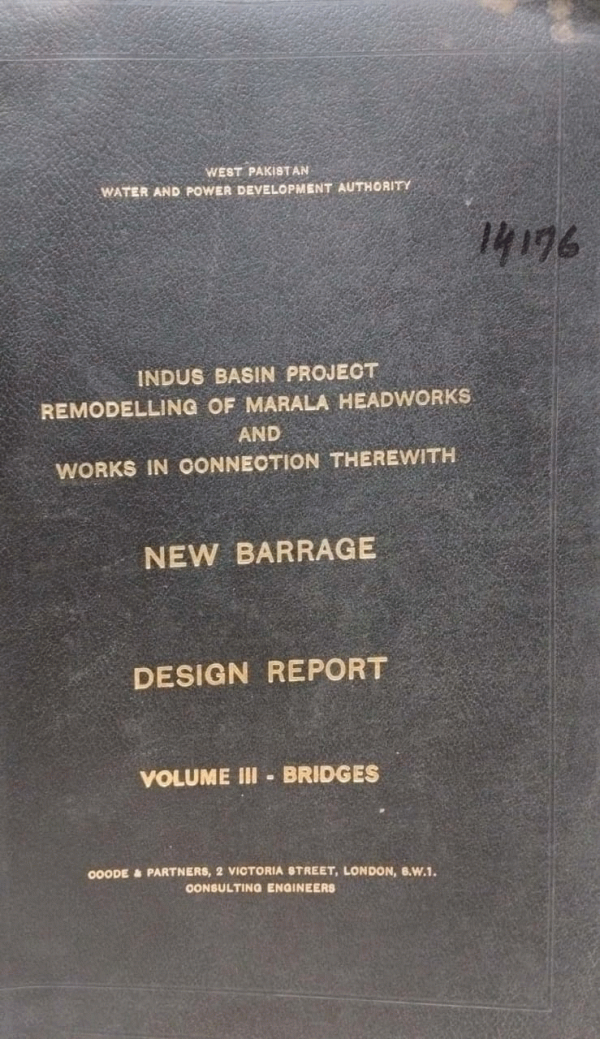 WEST PAKISTAN
WATER AND POWER DEVELOPMENT AUTHORITY
14176
INDUS BASIN PROJECT
REMODELLING OF MARALA HEADWORKS
AND
WORKS IN CONNECTION THEREWITH
NEW BARRAGE
DESIGN REPORT
VOLUME III - BRIDGES
COODE & PARTNERS, 2 VICTORIA STREET, LONDON, S.W.1.
CONSULTING ENGINEERS